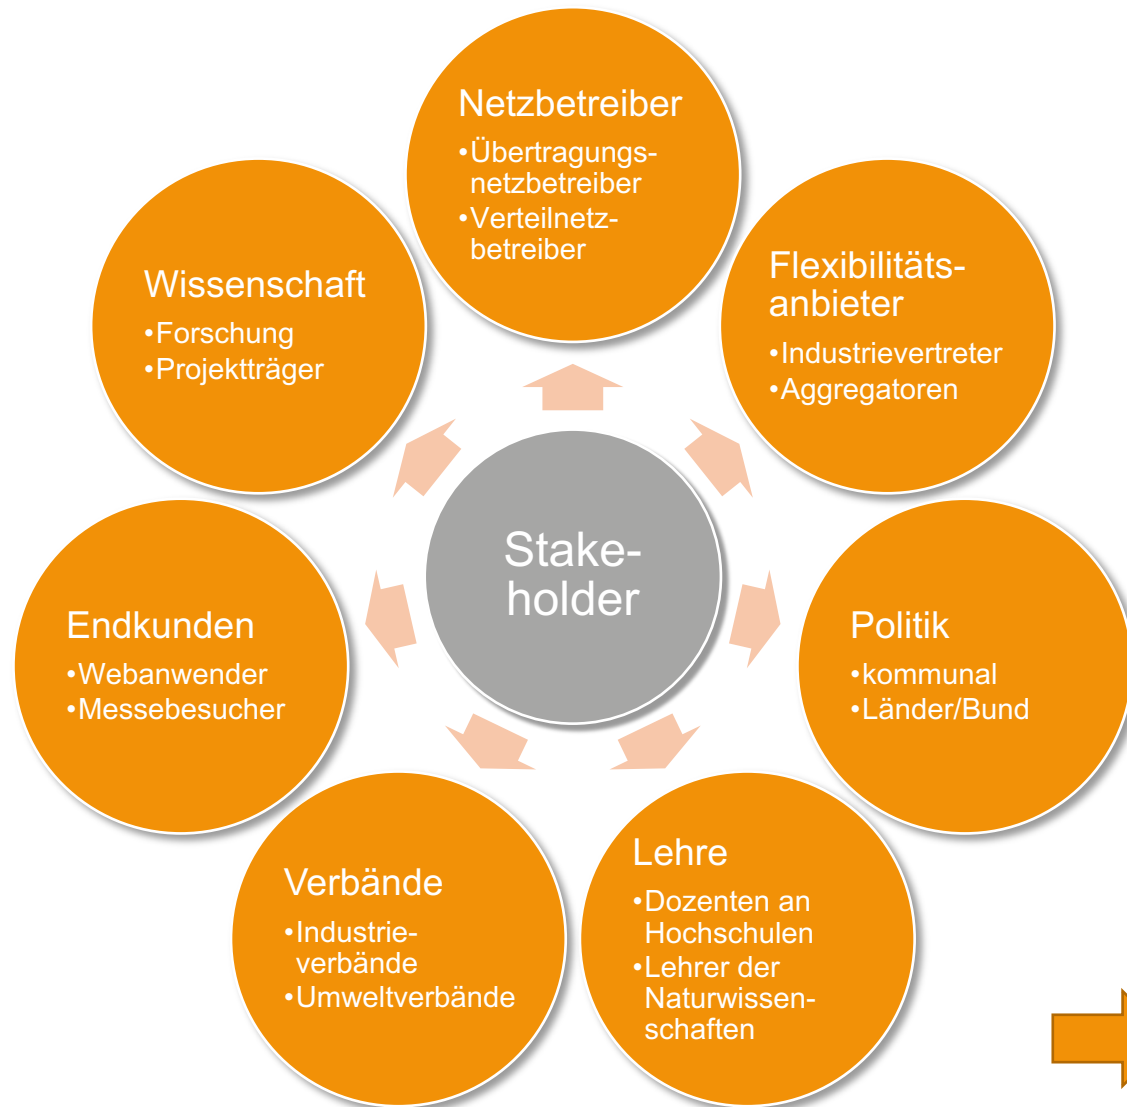 Netzbetreiber
•Übertragungs-
netzbetreiber
•Verteilnetz-
betreiber
Flexibilitäts-
anbieter
•Industrievertreter
•Aggregatoren
Politik
•kommunal
•Länder/Bund
Lehre
•Dozenten an
Hochschulen
•Lehrer der
Naturwissen-
schaften
Verbände
•Industrie-
verbände
•Umweltverbände
Endkunden
•Webanwender
•Messebesucher
Wissenschaft
•Forschung
•Projektträger
Stake-
holder